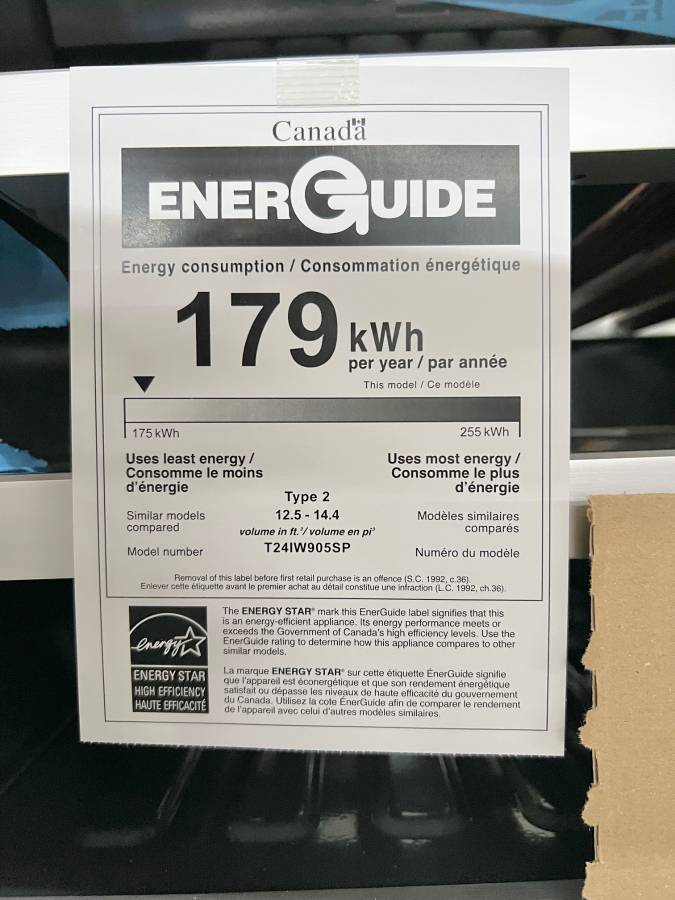 Canada
ENERGUIDE
Energy consumption / Consommation énergétique
179 kWh
per year / par année
This model / Ce modèle
175 kWh
255 kWh
Uses least energy /
Consomme le moins
d'énergie
Uses most energy /
Consomme le plus
d'énergie
Type 2
Similar models
compared
12.5 - 14.4
volume in ft.³/ volume en pi³
Modèles similaires
comparés
Model number
T24IW905SP
Numéro du modèle
Removal of this label before first retail purchase is an offence (S.C. 1992, c.36).
Enlever cette étiquette avant le premier achat au détail constitue une infraction (L.C. 1992, ch.36).
energy
ENERGY STAR
HIGH EFFICIENCY
HAUTE EFFICACITÉ
The ENERGY STAR® mark this EnerGuide label signifies that this
is an energy-efficient appliance. Its energy performance meets or
exceeds the Government of Canada's high efficiency levels. Use the
EnerGuide rating to determine how this appliance compares to other
similar models.
La marque ENERGY STAR® sur cette étiquette ÉnerGuide signifie
que l'appareil est éconergétique et que son rendement énergétique
satisfait ou dépasse les niveaux de haute efficacité du gouvernement
du Canada. Utilisez la cote ÉnerGuide afin de comparer le rendement
de l'appareil avec celui d'autres modèles similaires.